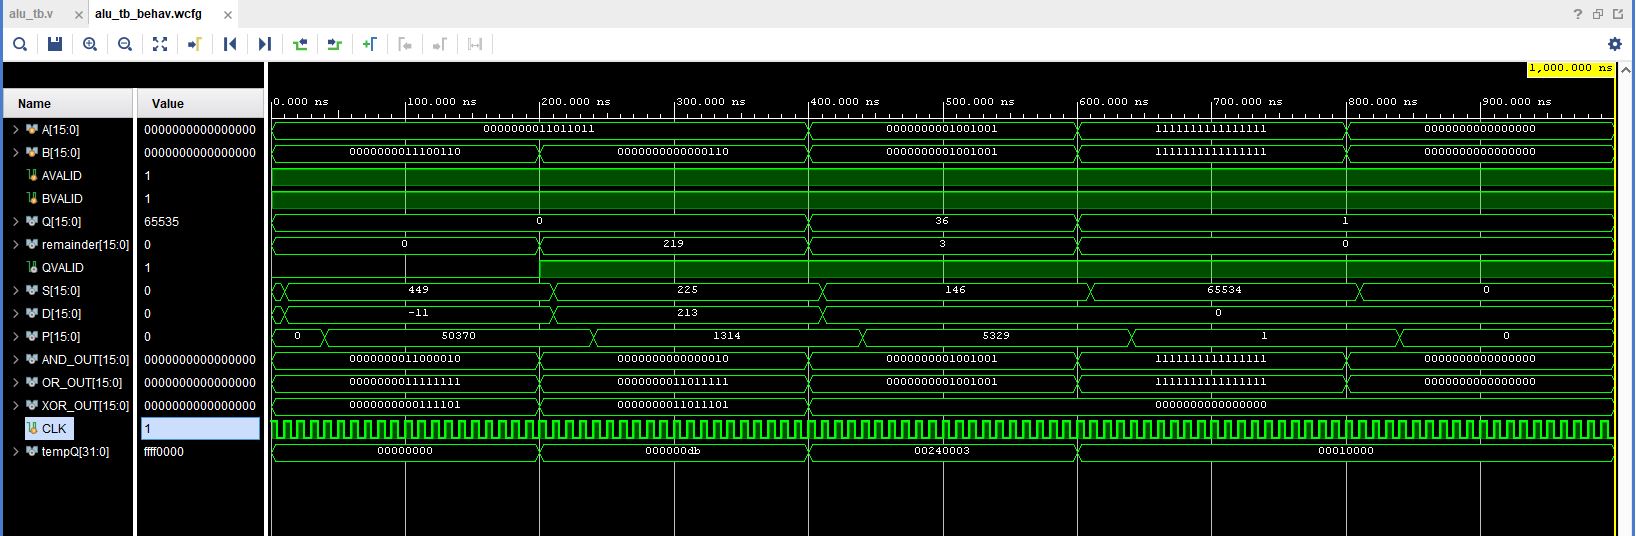 alu_tb.v × alu_tb_behav.wcfg × ?
1,000.000 ns
Name Value 0.000 ns 100.000 ns 200.000 ns 300.000 ns 400.000 ns 500.000 ns 600.000 ns 700.000 ns 800.000 ns 900.000 ns
A[15:0] 0000000000000000 0000000011011011 0000000001001001 1111111111111111 0000000000000000
B[15:0] 0000000000000000 0000000011100110 0000000000000110 0000000001001001 1111111111111111 0000000000000000
AVALID 1
BVALID 1
Q[15:0] 65535 0 36 1
remainder[15:0] 0 0 219 3 0
QVALID 1
S[15:0] 0 449 225 146 65534 0
D[15:0] 0 -11 213 0
P[15:0] 0 0 50370 1314 5329 1 0
AND_OUT[15:0] 0000000000000000 0000000011000010 0000000000000010 0000000001001001 1111111111111111 0000000000000000
OR_OUT[15:0] 0000000000000000 0000000011111111 0000000011011111 0000000001001001 1111111111111111 0000000000000000
XOR_OUT[15:0] 0000000000000000 0000000000111101 0000000011011101 0000000000000000
CLK 1
tempQ[31:0] ffff0000 00000000 000000db 00240003 00010000